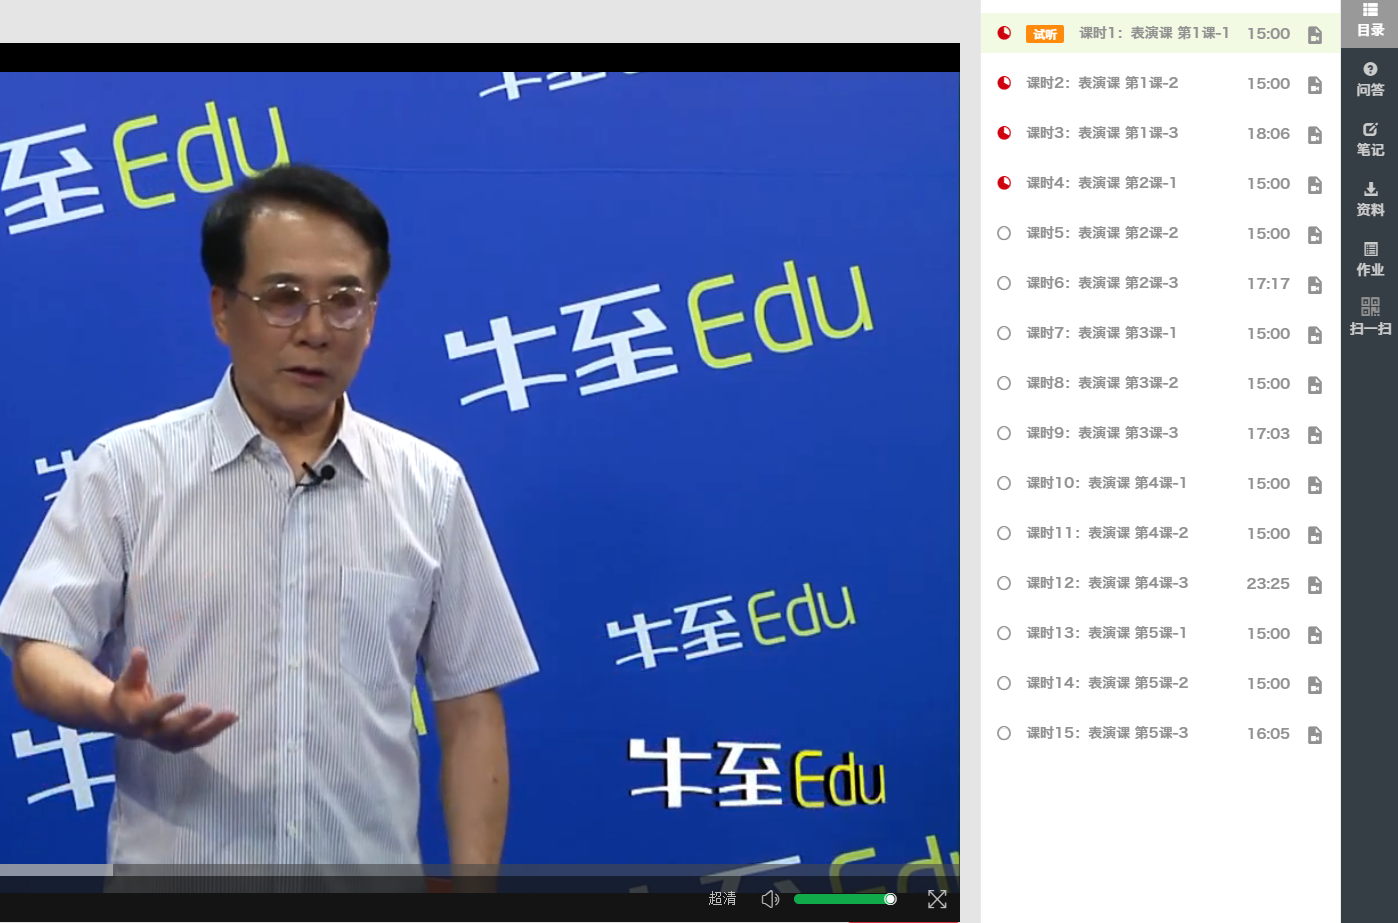 至Edu
牛至Edu
牛至Edu
牛至
牛至Edu
超清
试听 课时1：表演课 第1课-1 15:00
课时2：表演课 第1课-2 15:00
课时3：表演课 第1课-3 18:06
课时4：表演课 第2课-1 15:00
课时5：表演课 第2课-2 15:00
课时6：表演课 第2课-3 17:17
课时7：表演课 第3课-1 15:00
课时8：表演课 第3课-2 15:00
课时9：表演课 第3课-3 17:03
课时10：表演课 第4课-1 15:00
课时11：表演课 第4课-2 15:00
课时12：表演课 第4课-3 23:25
课时13：表演课 第5课-1 15:00
课时14：表演课 第5课-2 15:00
课时15：表演课 第5课-3 16:05
目录
问答
笔记
资料
作业
扫一扫